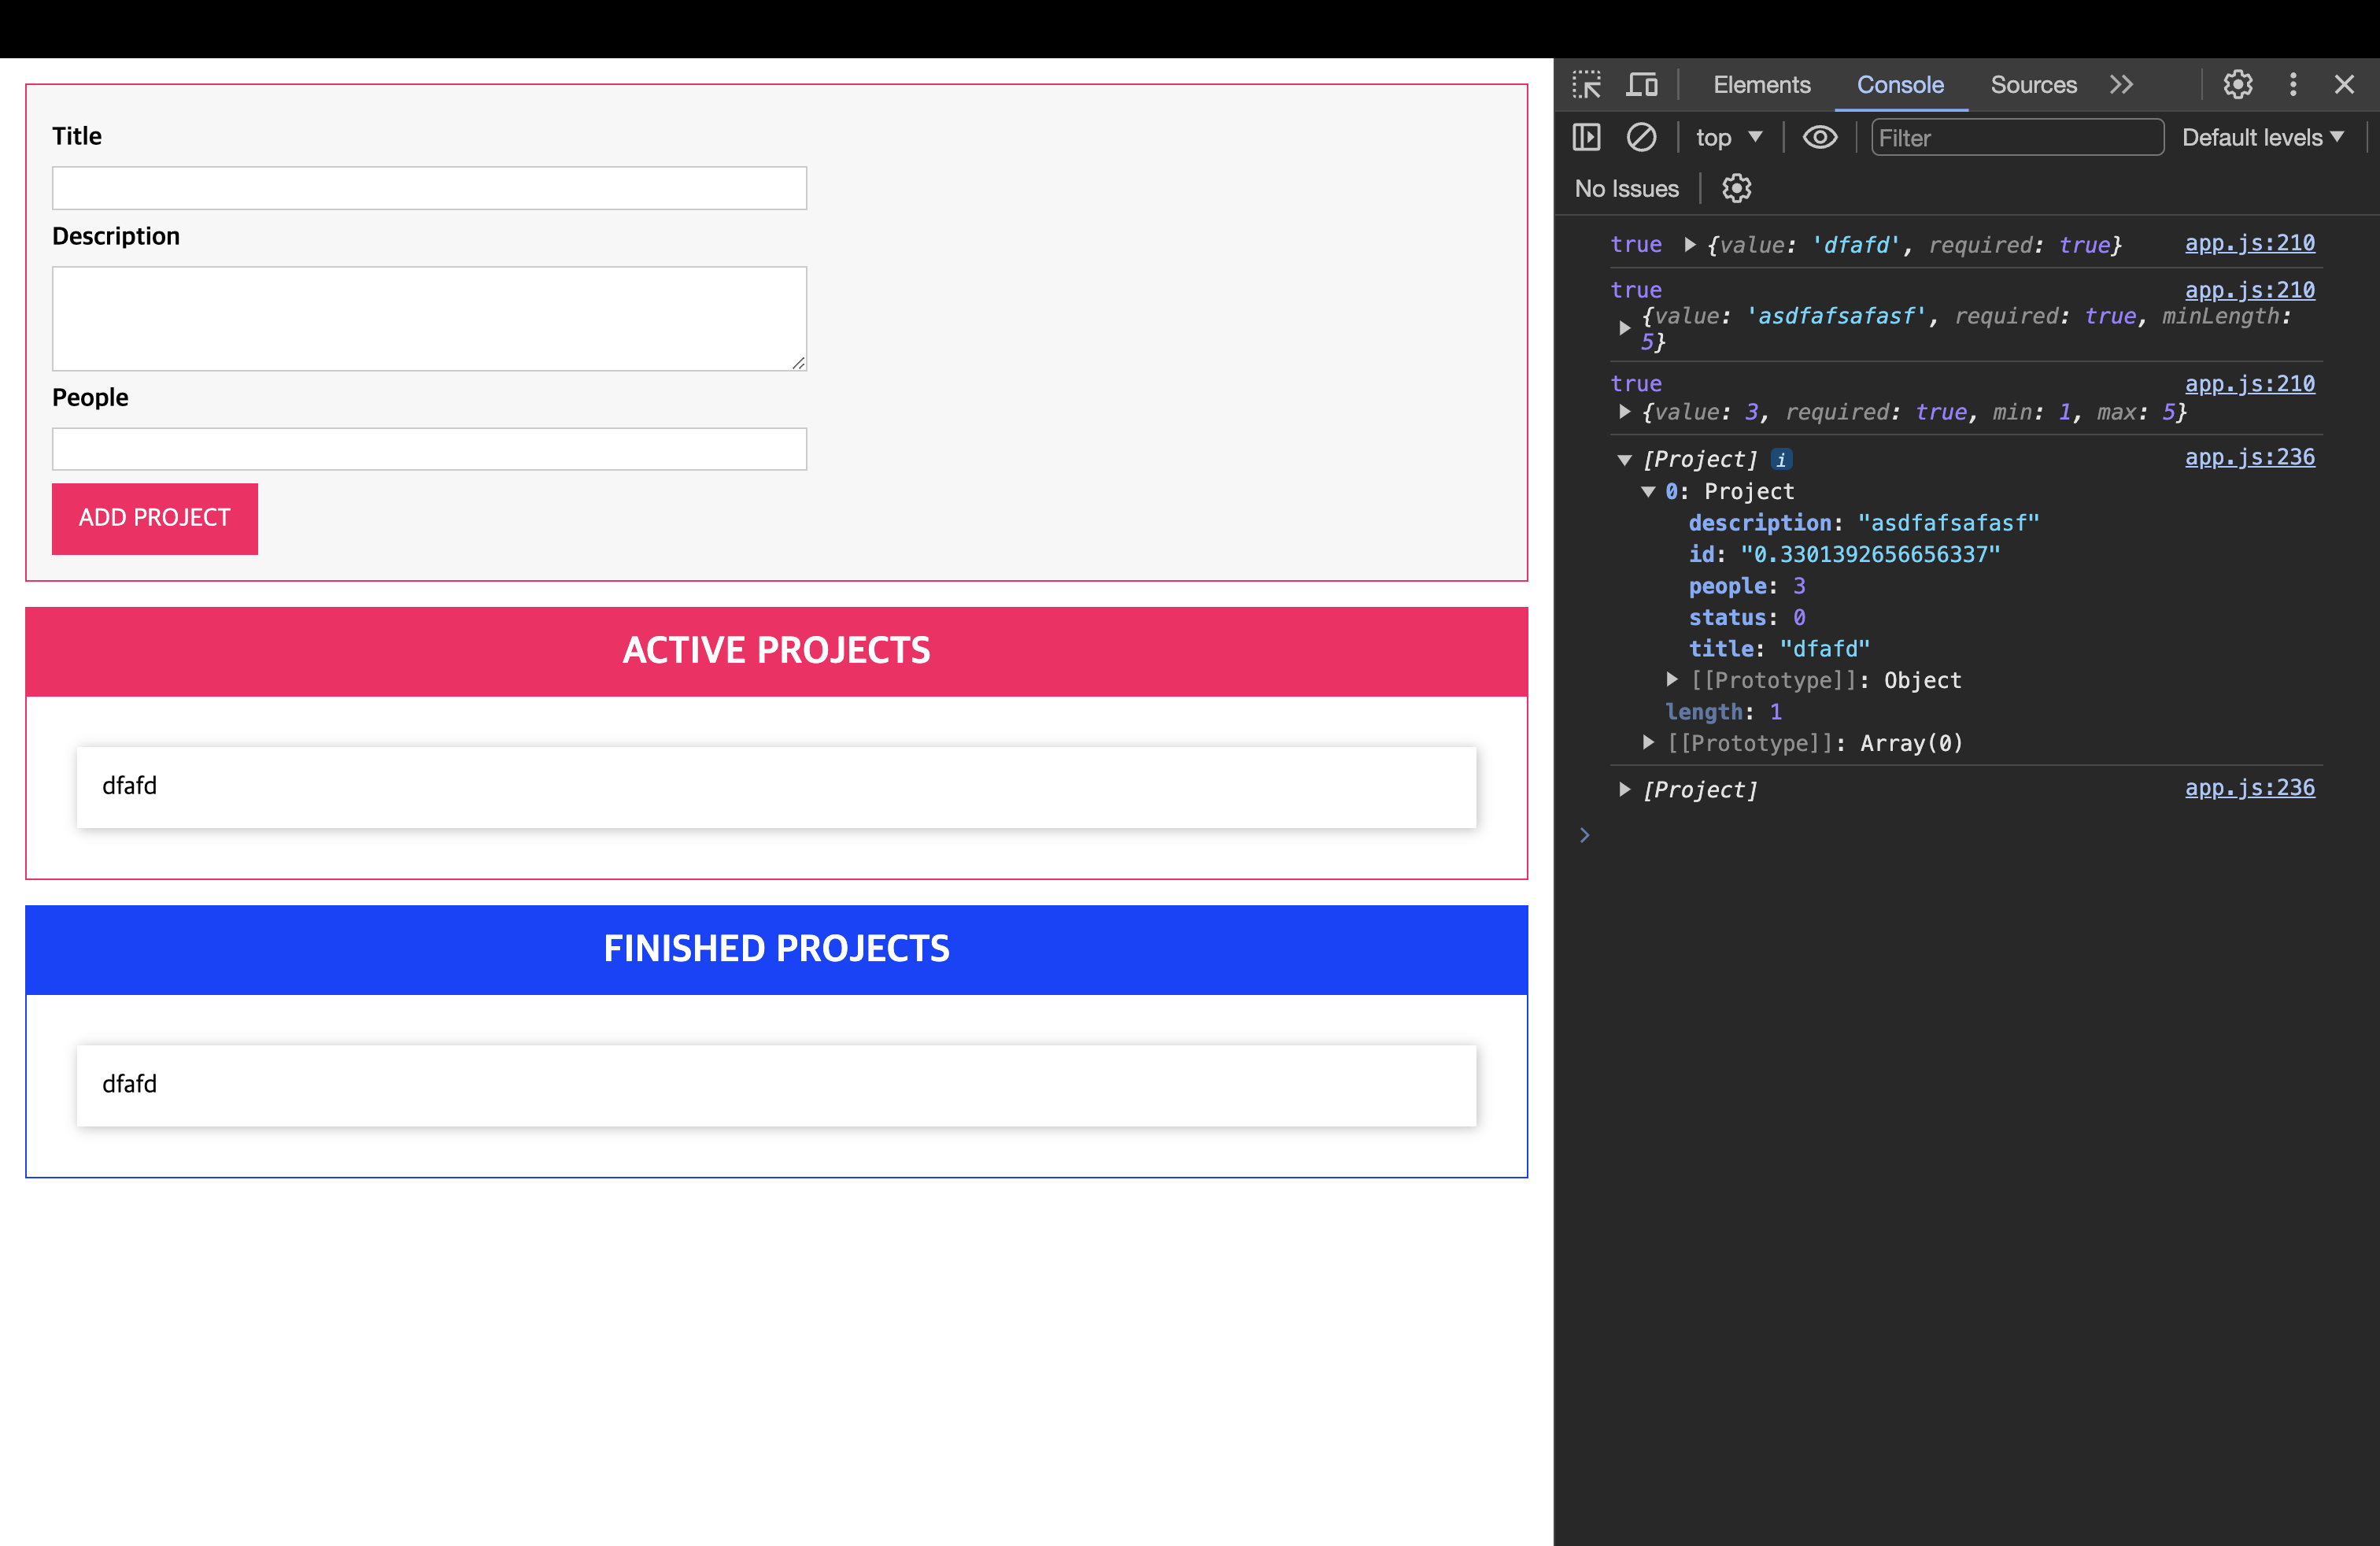 Title
Description
People
ADD PROJECT
ACTIVE PROJECTS
dfafd
FINISHED PROJECTS
dfafd
Elements Console Sources
top Filter Default levels
No Issues
true {value: 'dfafd', required: true} app.js:210
true app.js:210
{value: 'asdfafsafasf', required: true, minLength:
5}
true app.js:210
{value: 3, required: true, min: 1, max: 5}
[Project] i app.js:236
0: Project
description: "asdfafsafasf"
id: "0.3301392656656337"
people: 3
status: 0
title: "dfafd"
[[Prototype]]: Object
length: 1
[[Prototype]]: Array(0)
[Project] app.js:236